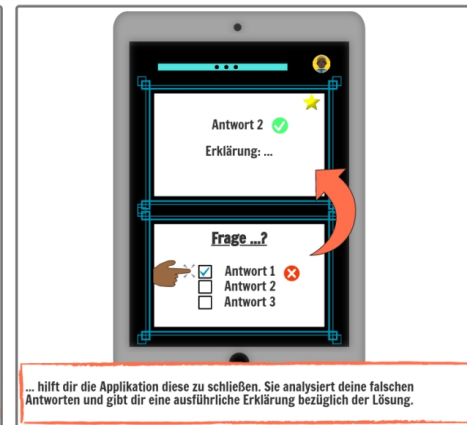 Antwort 2
Erklärung: ...
Frage ...?
Antwort 1
Antwort 2
Antwort 3
... hilft dir die Applikation diese zu schließen. Sie analysiert deine falschen
Antworten und gibt dir eine ausführliche Erklärung bezüglich der Lösung.